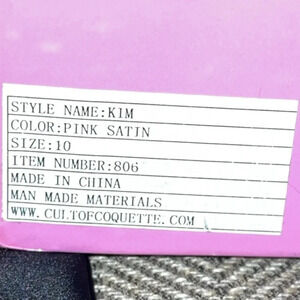 STYLE NAME:KIM
COLOR:PINK SATIN
SIZE:10
ITEM NUMBER:806
MADE IN CHINA
MAN MADE MATERIALS
WWW.CULTOFCOQUETTE.COM